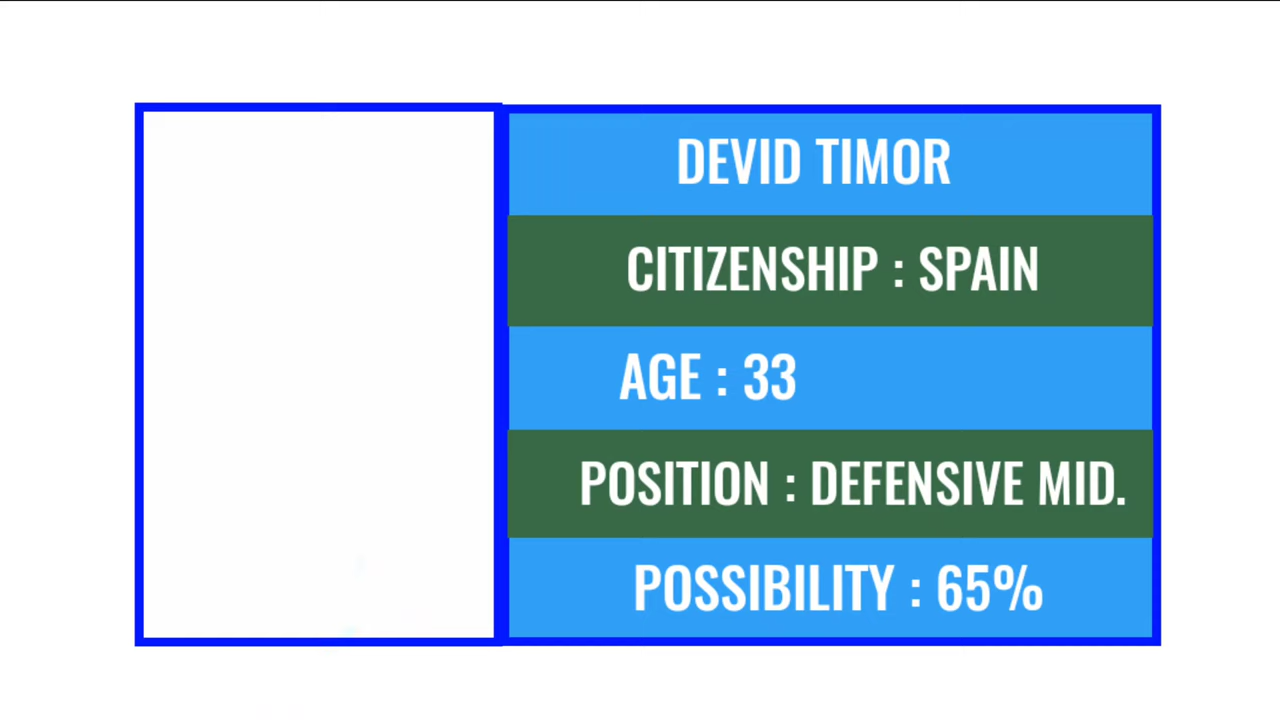 DEVID TIMOR
CITIZENSHIP : SPAIN
AGE : 33
POSITION : DEFENSIVE MID.
POSSIBILITY : 65%